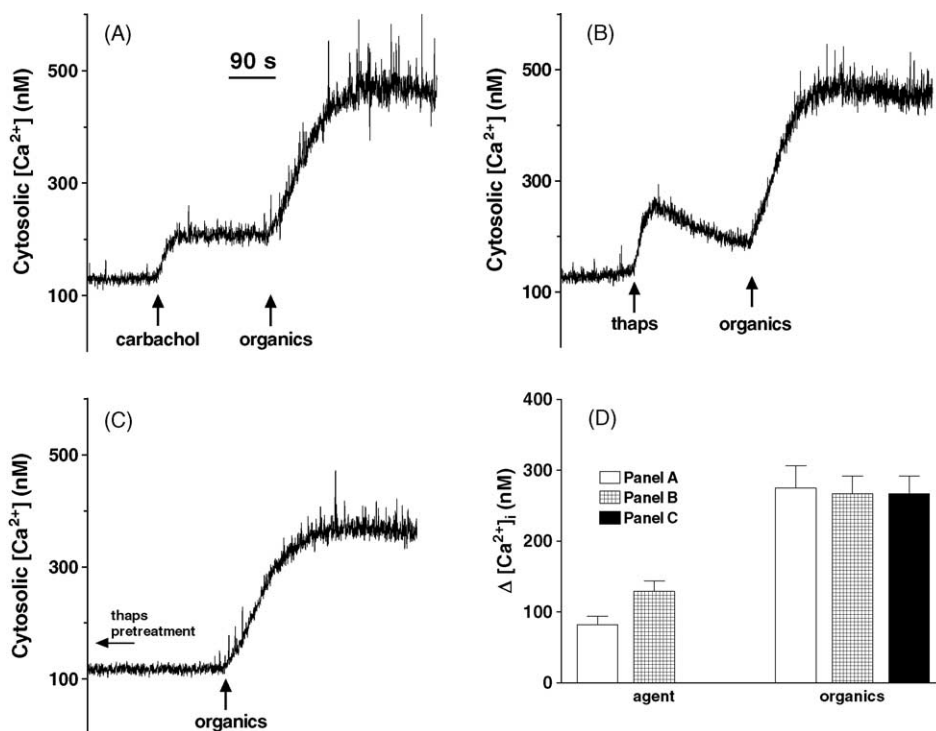 (A)
90 s
Cytosolic [Ca²⁺] (nM)
500
300
100
carbachol
organics
(B)
Cytosolic [Ca²⁺] (nM)
500
300
100
thaps
organics
(C)
Cytosolic [Ca²⁺] (nM)
500
300
100
thaps
pretreatment
organics
(D)
Δ [Ca²⁺]ᵢ (nM)
400
300
200
100
0
Panel A
Panel B
Panel C
agent
organics